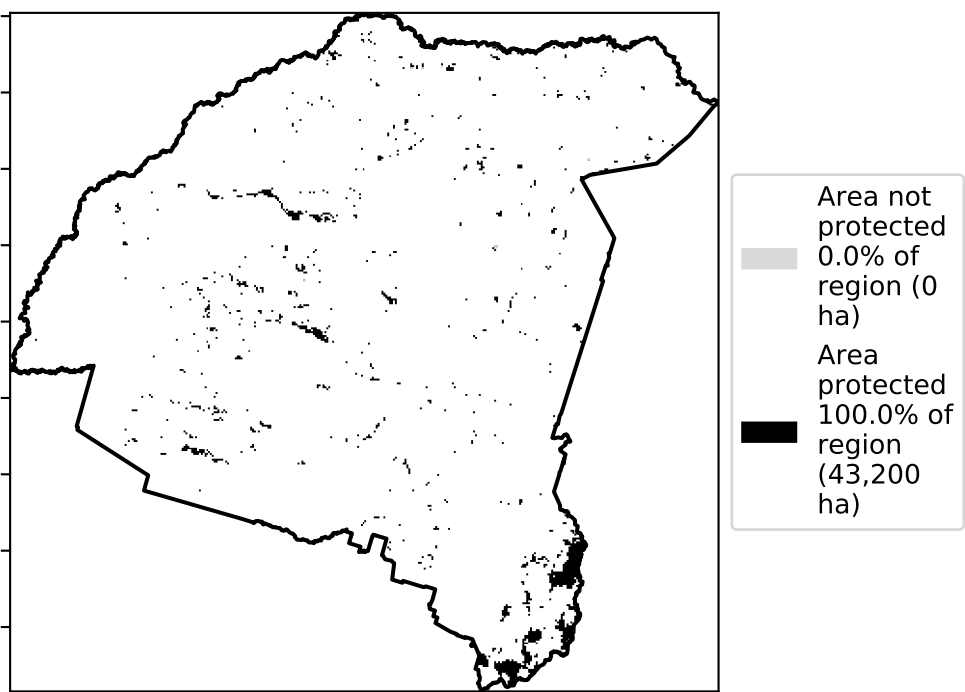 Area not
protected
0.0% of
region (0
ha)
Area
protected
100.0% of
region
(43,200
ha)